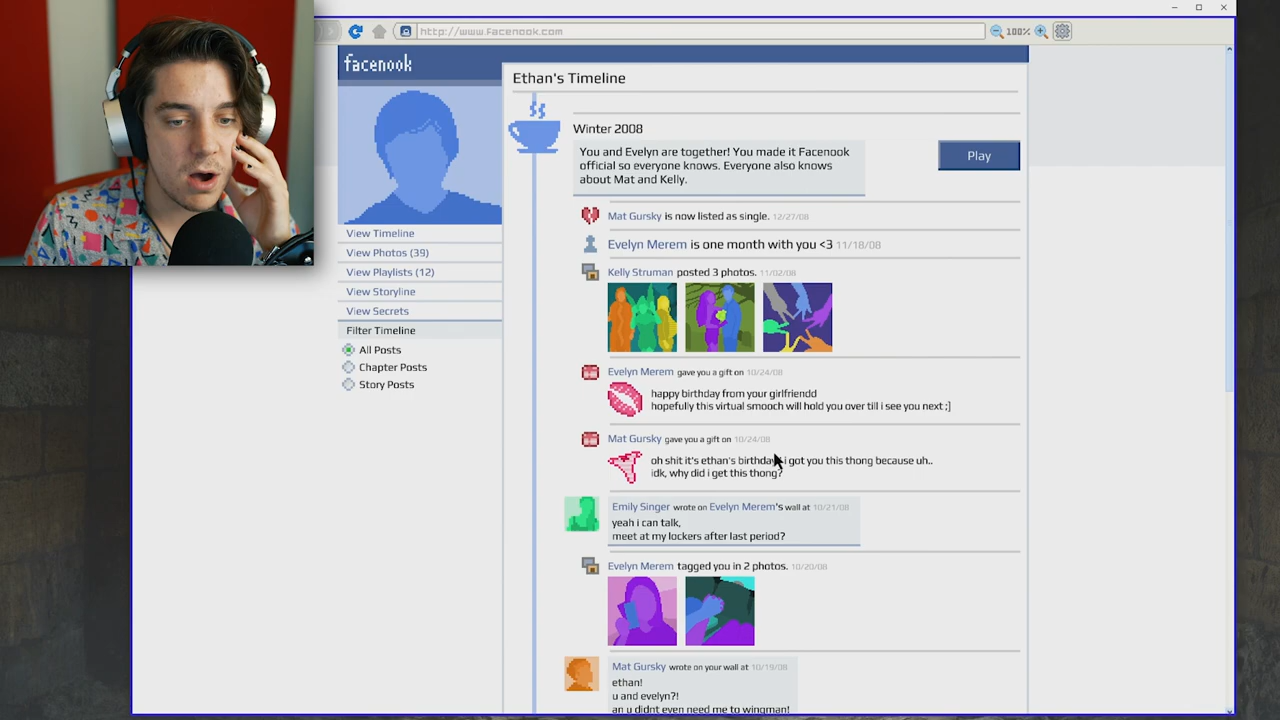 http://www.Facenook.com
100%
facenook
View Timeline
View Photos (39)
View Playlists (12)
View Storyline
View Secrets
Filter Timeline
All Posts
Chapter Posts
Story Posts
Ethan's Timeline
Winter 2008
You and Evelyn are together! You made it Facenook
official so everyone knows. Everyone also knows
about Mat and Kelly.
Play
Mat Gursky is now listed as single. 12/27/08
Evelyn Merem is one month with you <3 11/18/08
Kelly Struman posted 3 photos. 11/02/08
Evelyn Merem gave you a gift on 10/24/08
happy birthday from your girlfriendd
hopefully this virtual smooch will hold you over till i see you next ;]
Mat Gursky gave you a gift on 10/24/08
oh shit it's ethan's birthday i got you this thong because uh..
idk, why did i get this thong?
Emily Singer wrote on Evelyn Merem's wall at 10/21/08
yeah i can talk,
meet at my lockers after last period?
Evelyn Merem tagged you in 2 photos. 10/20/08
Mat Gursky wrote on your wall at 10/19/08
ethan!
u and evelyn?!
an u didnt even need me to wingman!